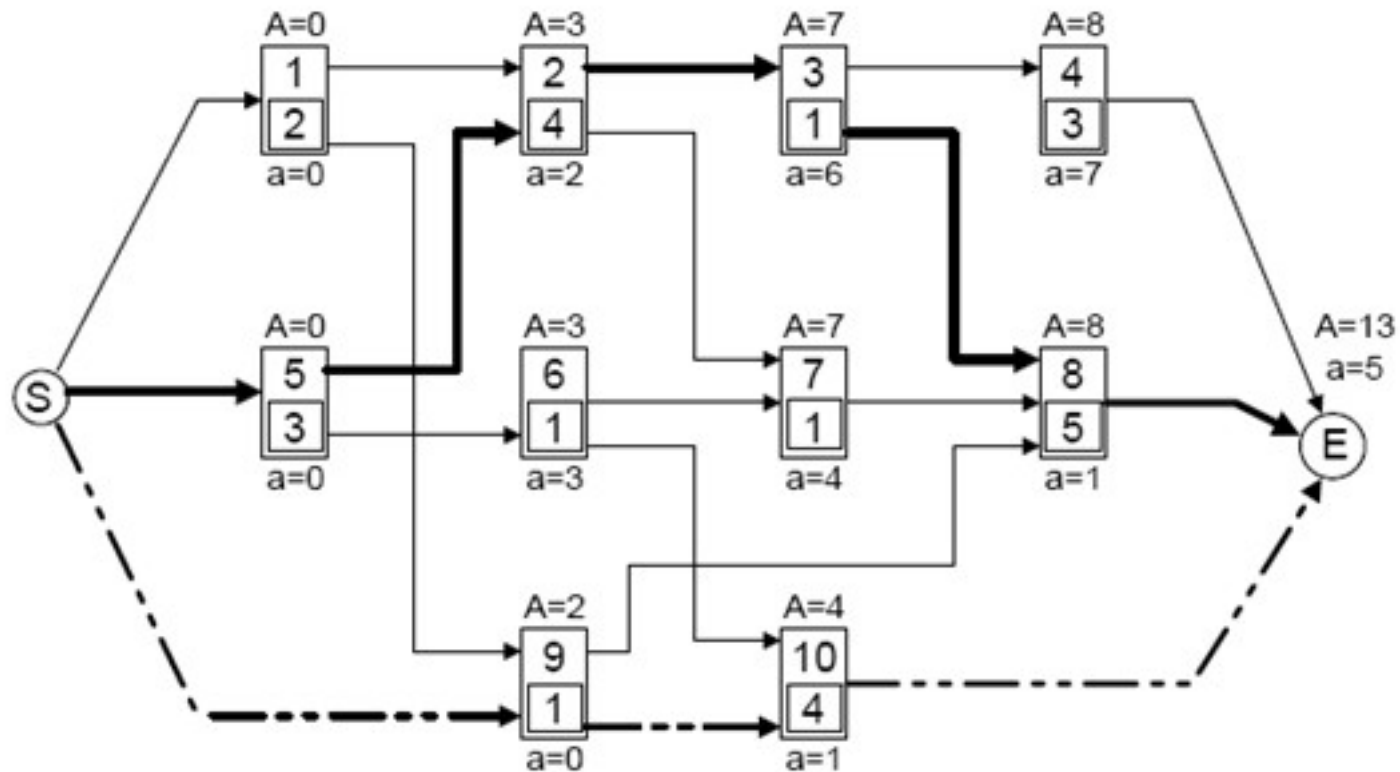 A=0 A=3 A=7 A=8
1 2 3 4
2 4 1 3
a=0 a=2 a=6 a=7
A=0 A=3 A=7 A=8 A=13
a=5
5 6 7 8
S
3 1 1 5 E
a=0 a=3 a=4 a=1
A=2 A=4
9 10
1 4
a=0 a=1